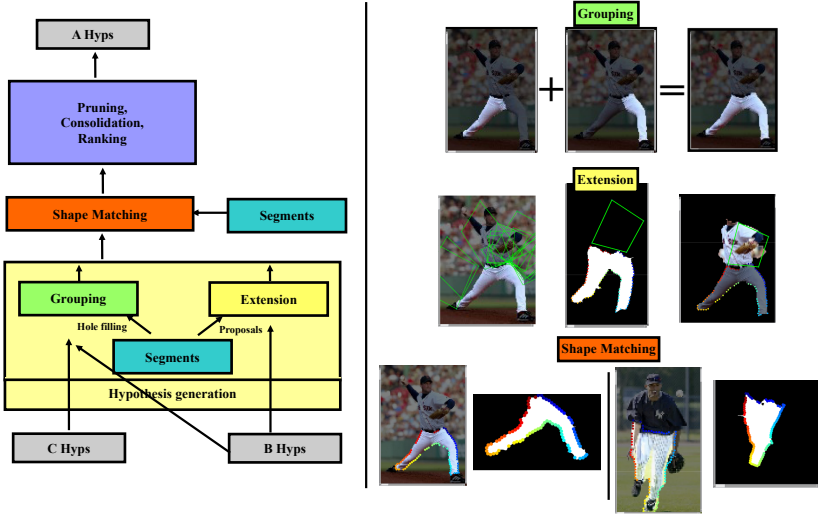 A Hyps
Pruning,
Consolidation,
Ranking
Shape Matching
Segments
Grouping
Extension
Hole filling
Proposals
Segments
Hypothesis generation
C Hyps
B Hyps
Grouping
+
=
Extension
Shape Matching